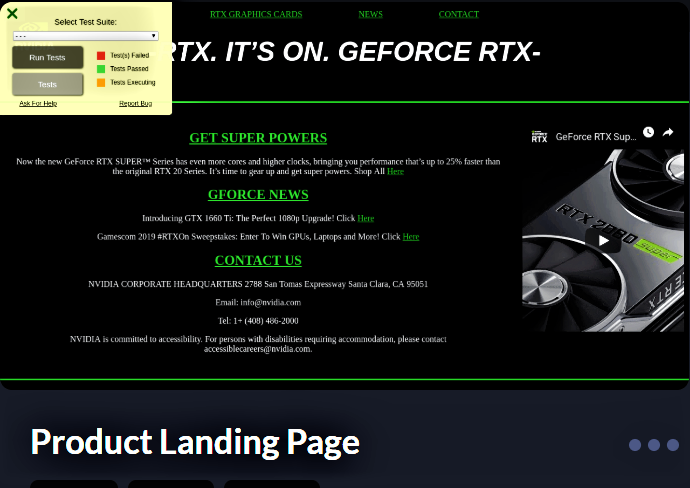 Select Test Suite:
- - -
Run Tests
Tests
Test(s) Failed
Tests Passed
Tests Executing
Ask For Help
Report Bug
RTX GRAPHICS CARDS
NEWS
CONTACT
RTX. IT’S ON. GEFORCE RTX-
GET SUPER POWERS
Now the new GeForce RTX SUPER™ Series has even more cores and higher clocks, bringing you performance that’s up to 25% faster than
the original RTX 20 Series. It’s time to gear up and get super powers. Shop All Here
GFORCE NEWS
Introducing GTX 1660 Ti: The Perfect 1080p Upgrade! Click Here
Gamescom 2019 #RTXOn Sweepstakes: Enter To Win GPUs, Laptops and More! Click Here
CONTACT US
NVIDIA CORPORATE HEADQUARTERS 2788 San Tomas Expressway Santa Clara, CA 95051
Email: info@nvidia.com
Tel: 1+ (408) 486-2000
NVIDIA is committed to accessibility. For persons with disabilities requiring accommodation, please contact
accessiblecareers@nvidia.com.
RTX
GeForce RTX Sup...
RTX 2080
SUPER
RTX
Product Landing Page